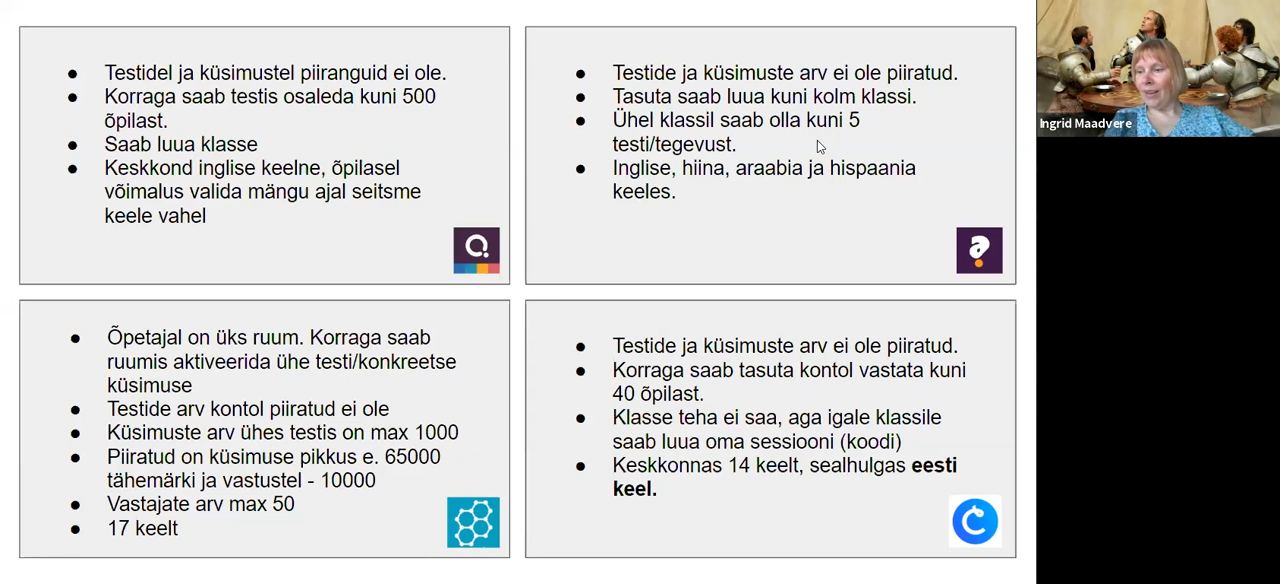 Testidel ja küsimustel piiranguid ei ole.
Korraga saab testis osaleda kuni 500
õpilast.
Saab luua klasse
Keskkond inglise keelne, õpilasel
võimalus valida mängu ajal seitsme
keele vahel
Testide ja küsimuste arv ei ole piiratud.
Tasuta saab luua kuni kolm klassi.
Ühel klassil saab olla kuni 5
testi/tegevust.
Inglise, hiina, araabia ja hispaania
keeles.
Õpetajal on üks ruum. Korraga saab
ruumis aktiveerida ühe testi/konkreetse
küsimuse
Testide arv kontol piiratud ei ole
Küsimuste arv ühes testis on max 1000
Piiratud on küsimuse pikkus e. 65000
tähemärki ja vastustel - 10000
Vastajate arv max 50
17 keelt
Testide ja küsimuste arv ei ole piiratud.
Korraga saab tasuta kontol vastata kuni
40 õpilast.
Klasse teha ei saa, aga igale klassile
saab luua oma sessiooni (koodi)
Keskkonnas 14 keelt, sealhulgas eesti
keel.
Ingrid Maadvere